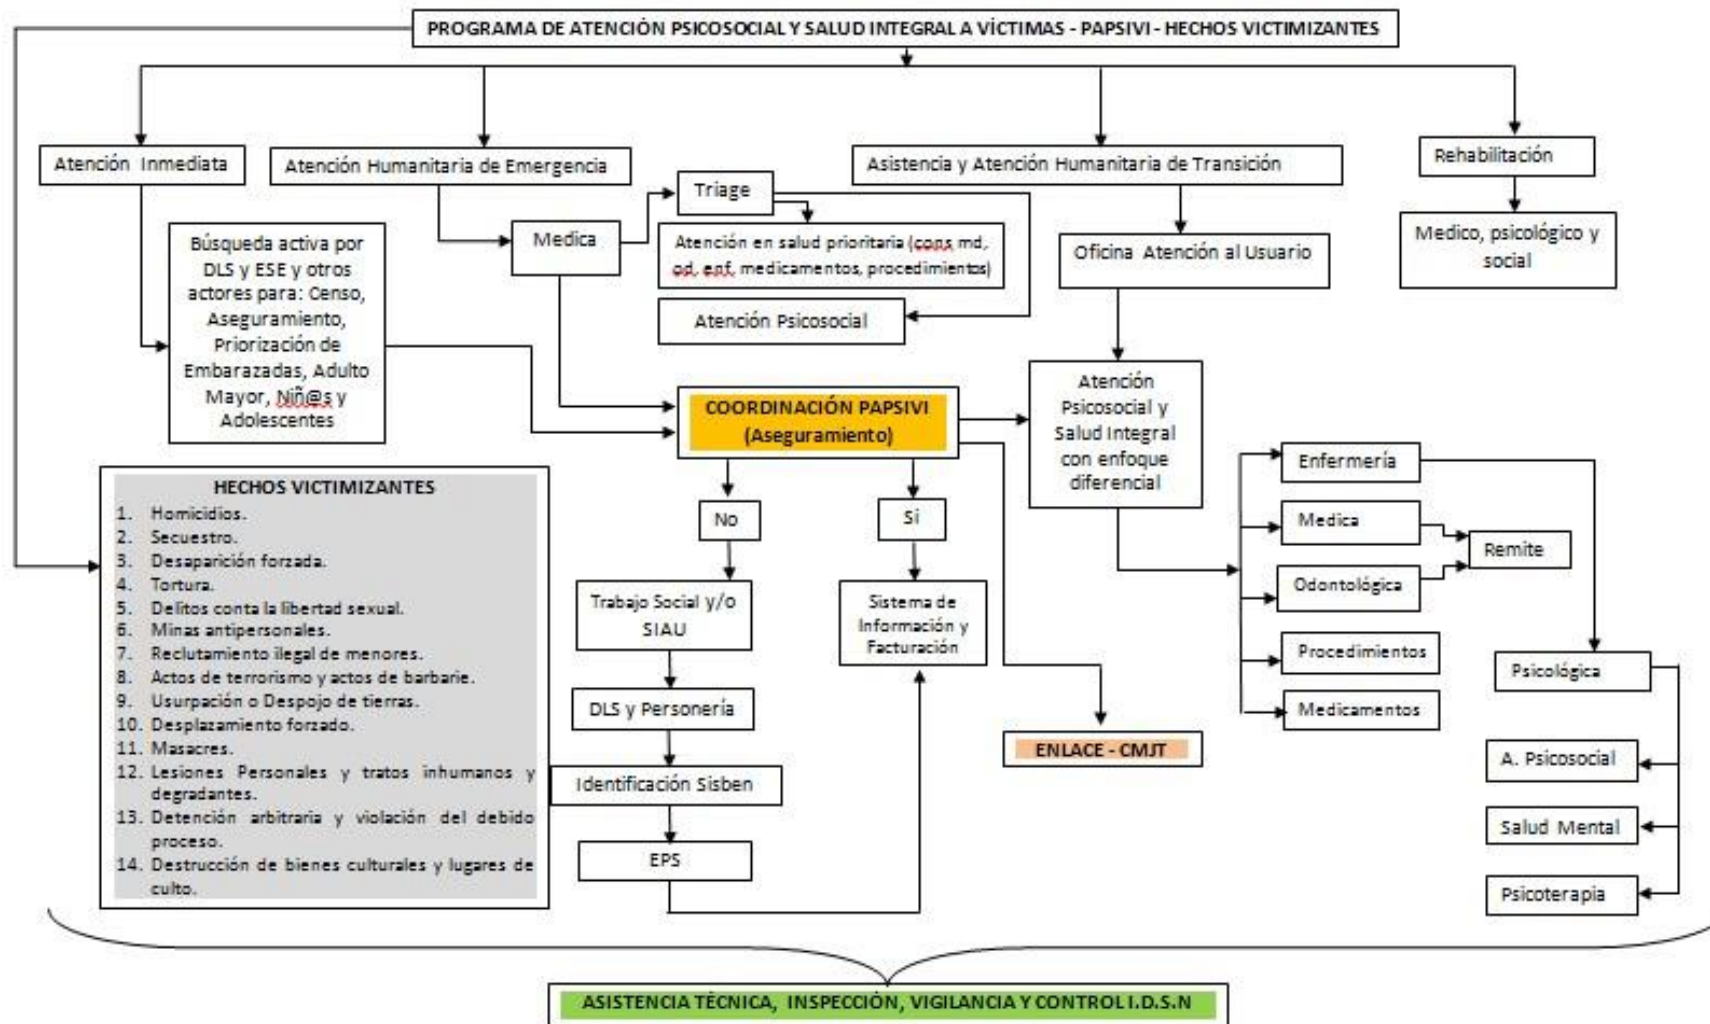 PROGRAMA DE ATENCIÓN PSICOSOCIAL Y SALUD INTEGRAL A VÍCTIMAS - PAPSIVI - HECHOS VICTIMIZANTES
Atención Inmediata
Atención Humanitaria de Emergencia
Asistencia y Atención Humanitaria de Transición
Rehabilitación
Búsqueda activa por
DLS y ESE y otros
actores para: Censo,
Aseguramiento,
Priorización de
Embarazadas, Adulto
Mayor, Niñ@s y
Adolescentes
Medica
Triage
Atención en salud prioritaria (cons md,
od, enf, medicamentos, procedimientos)
Atención Psicosocial
Oficina Atención al Usuario
Medico, psicológico y
social
COORDINACIÓN PAPSIVI
(Aseguramiento)
Atención
Psicosocial y
Salud Integral
con enfoque
diferencial
HECHOS VICTIMIZANTES
1. Homicidios.
2. Secuestro.
3. Desaparición forzada.
4. Tortura.
5. Delitos conta la libertad sexual.
6. Minas antipersonales.
7. Reclutamiento ilegal de menores.
8. Actos de terrorismo y actos de barbarie.
9. Usurpación o Despojo de tierras.
10. Desplazamiento forzado.
11. Masacres.
12. Lesiones Personales y tratos inhumanos y
degradantes.
13. Detención arbitraria y violación del debido
proceso.
14. Destrucción de bienes culturales y lugares de
culto.
No
Si
Trabajo Social y/o
SIAU
Sistema de
Información y
Facturación
DLS y Personería
Identificación Sisben
EPS
ENLACE - CMJT
Enfermería
Medica
Odontológica
Remite
Procedimientos
Medicamentos
Psicológica
A. Psicosocial
Salud Mental
Psicoterapia
ASISTENCIA TÉCNICA, INSPECCIÓN, VIGILANCIA Y CONTROL I.D.S.N